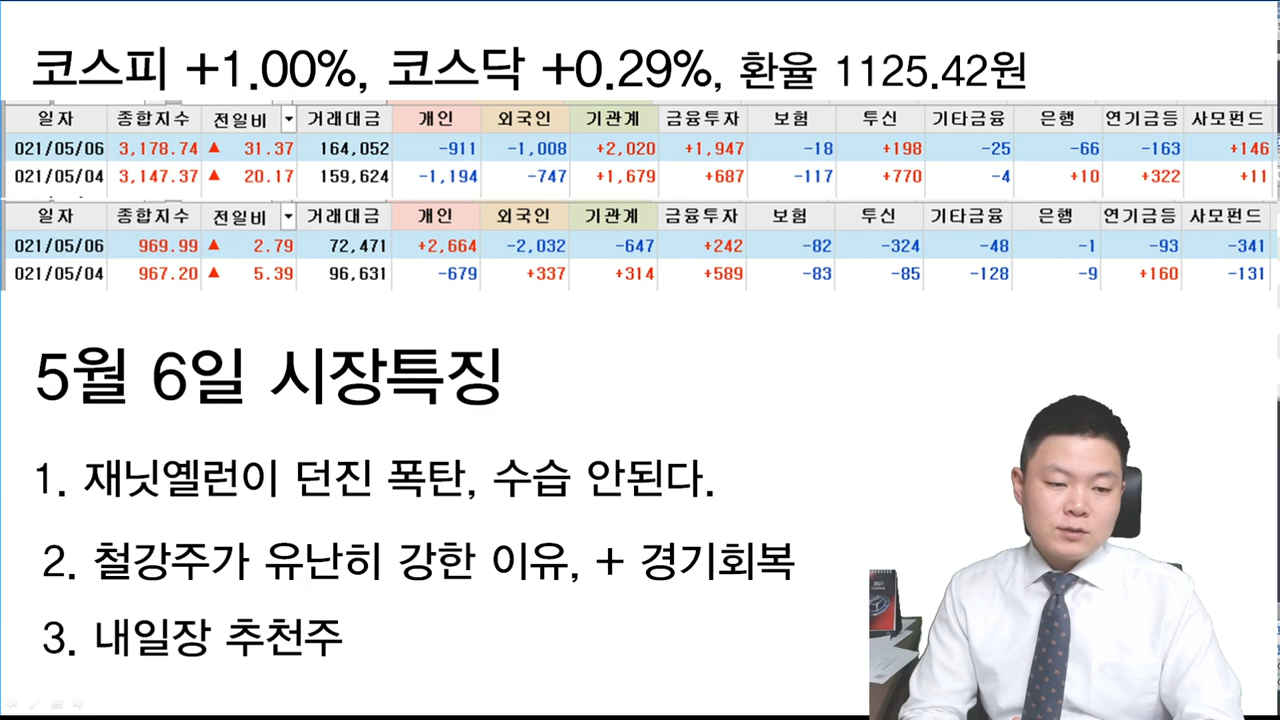 코스피 +1.00%, 코스닥 +0.29%, 환율 1125.42원
일자 종합지수 전일비 거래대금 개인 외국인 기관계 금융투자 보험 투신 기타금융 은행 연기금등 사모펀드
021/05/06 3,178.74 ▲ 31.37 164,052 -911 -1,008 +2,020 +1,947 -18 +198 -25 -66 -163 +146
021/05/04 3,147.37 ▲ 20.17 159,624 -1,194 -747 +1,679 +687 -117 +770 -4 +10 +322 +11
일자 종합지수 전일비 거래대금 개인 외국인 기관계 금융투자 보험 투신 기타금융 은행 연기금등 사모펀드
021/05/06 969.99 ▲ 2.79 72,471 +2,664 -2,032 -647 +242 -82 -324 -48 -1 -93 -341
021/05/04 967.20 ▲ 5.39 96,631 -679 +337 +314 +589 -83 -85 -128 -9 +160 -131
5월 6일 시장특징
1. 재닛옐런이 던진 폭탄, 수습 안된다.
2. 철강주가 유난히 강한 이유, + 경기회복
3. 내일장 추천주
2021